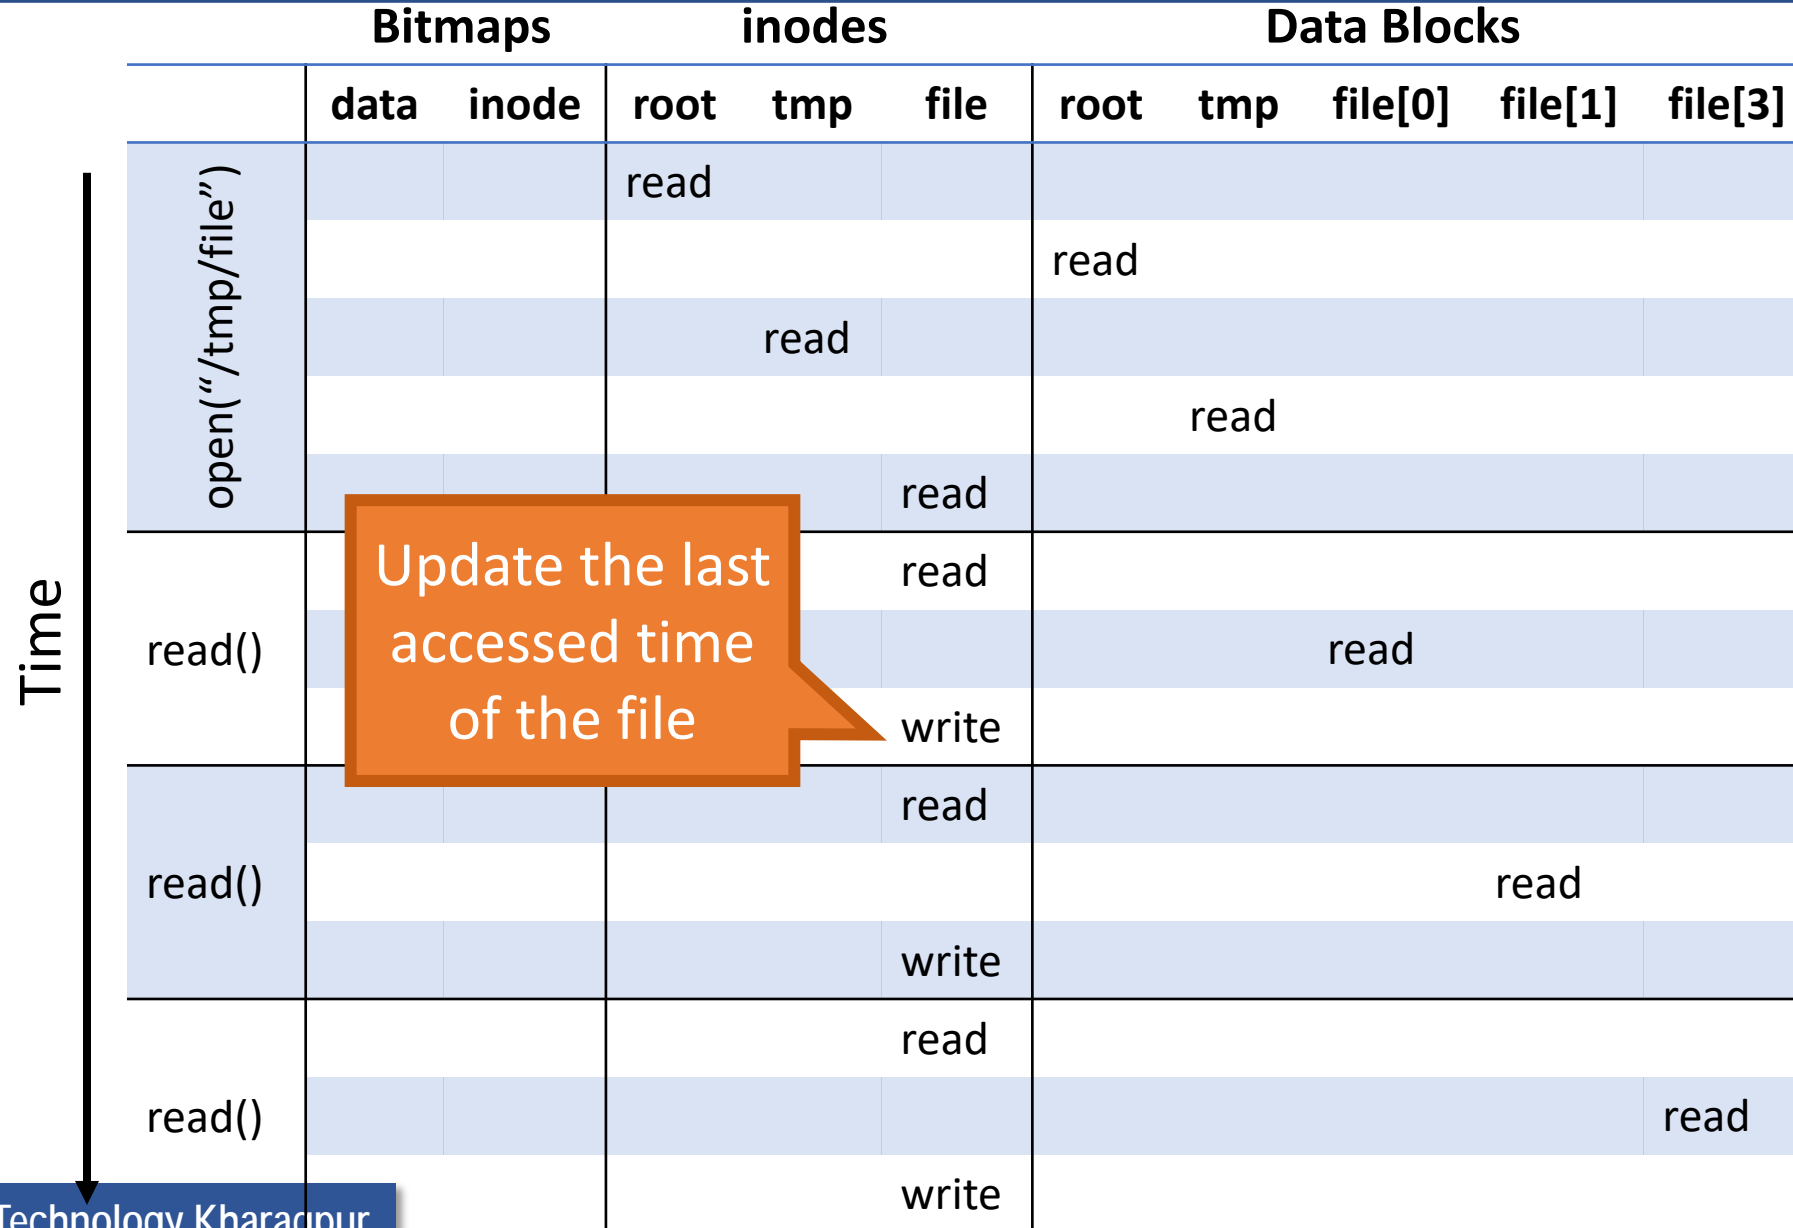 Bitmaps inodes Data Blocks
data inode root tmp file root tmp file[0] file[1] file[3]
open(“/tmp/file”)
read
read
read
read
read
Time
read()
Update the last
accessed time
of the file
read
read
write
read()
read
read
write
read()
read
read
write
Technology Kharagpur